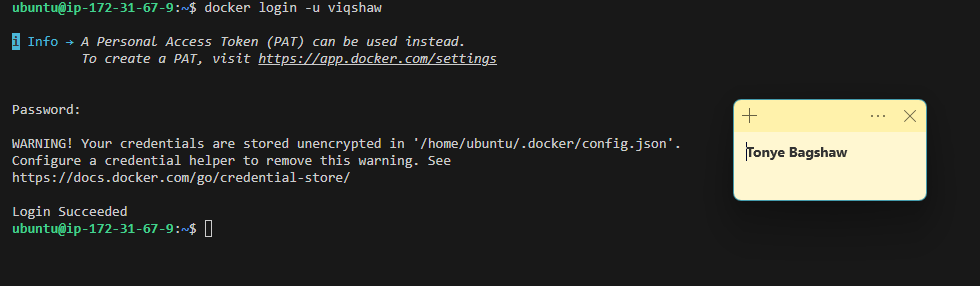 ubuntu@ip-172-31-67-9:~$ docker login -u viqshaw
i Info → A Personal Access Token (PAT) can be used instead.
To create a PAT, visit https://app.docker.com/settings
Password:
WARNING! Your credentials are stored unencrypted in '/home/ubuntu/.docker/config.json'.
Configure a credential helper to remove this warning. See
https://docs.docker.com/go/credential-store/
Login Succeeded
ubuntu@ip-172-31-67-9:~$
Tonye Bagshaw